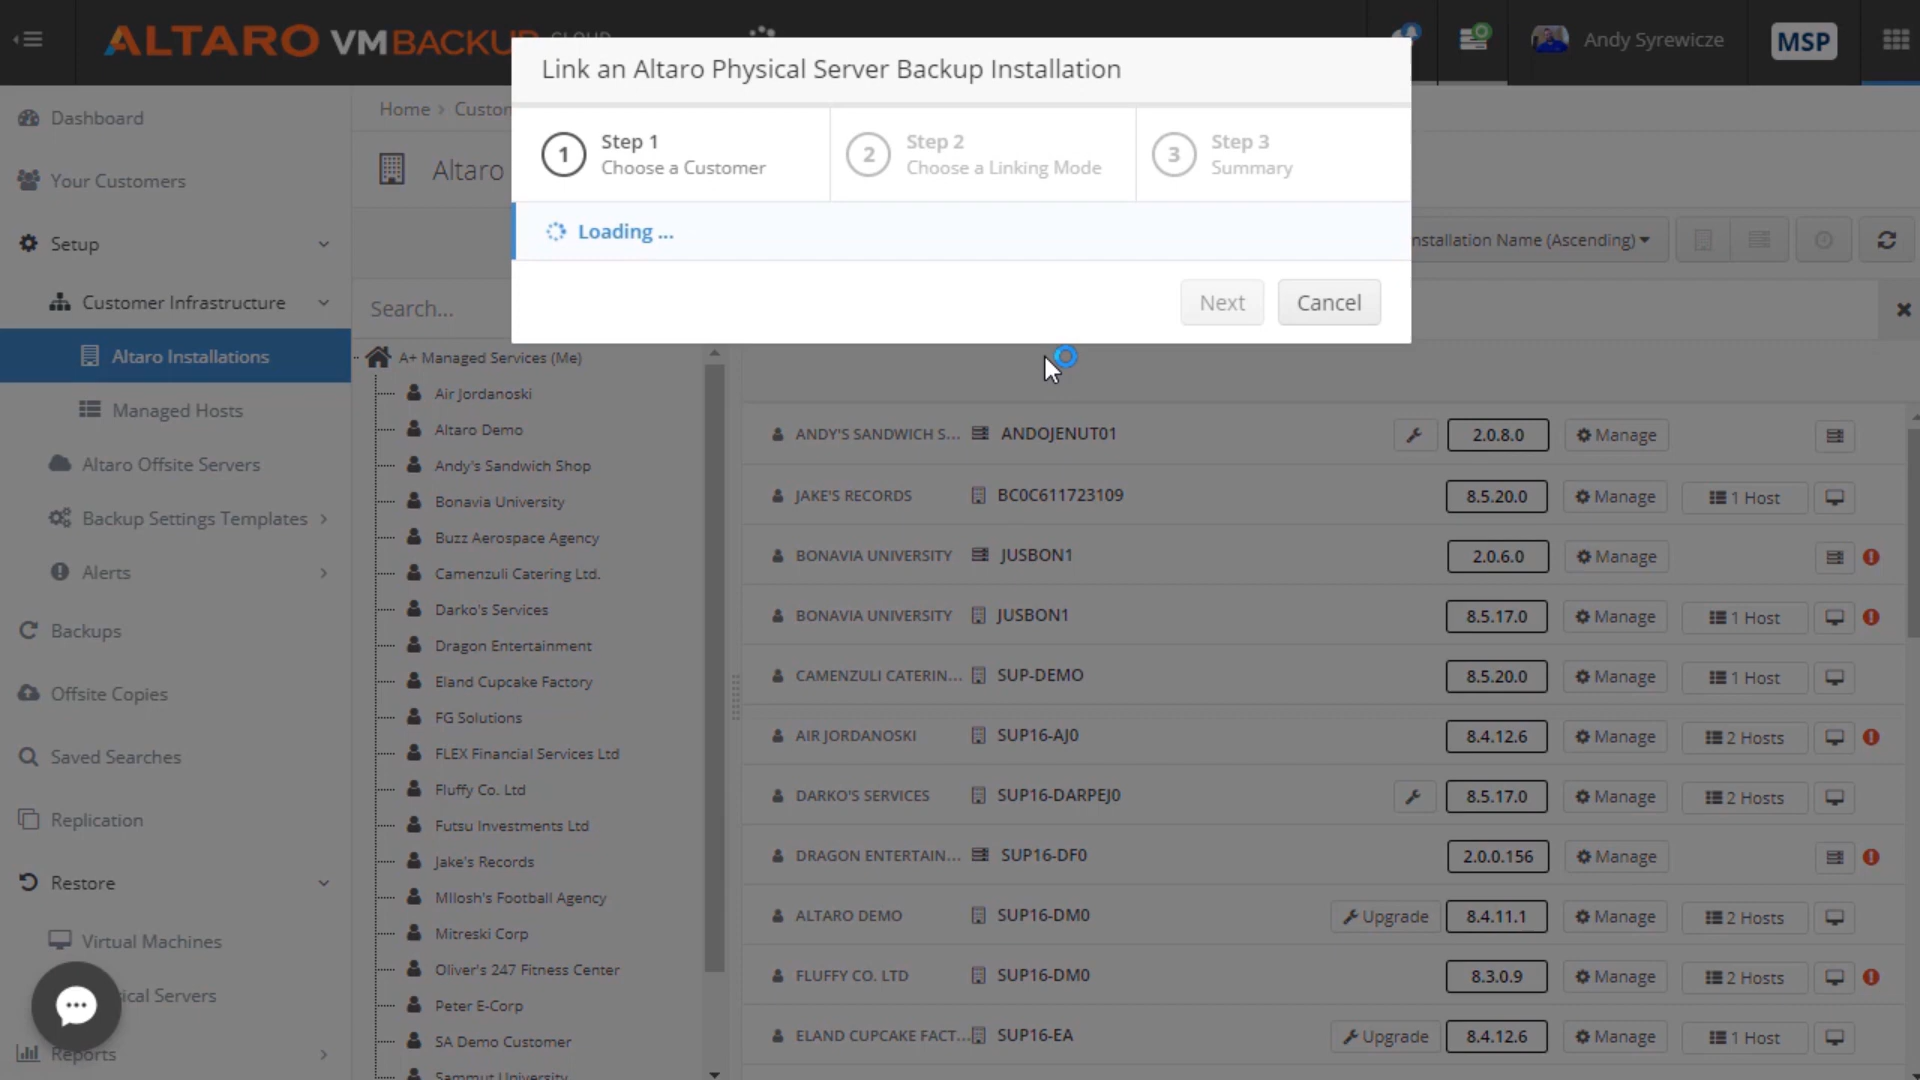 ALTARO VMBACKUP CLOUD
Andy Syrewicze
MSP
Link an Altaro Physical Server Backup Installation
1
Step 1
Choose a Customer
2
Step 2
Choose a Linking Mode
3
Step 3
Summary
Loading ...
Next
Cancel
Dashboard
Your Customers
Setup
Customer Infrastructure
Altaro Installations
Managed Hosts
Altaro Offsite Servers
Backup Settings Templates
Alerts
Backups
Offsite Copies
Saved Searches
Replication
Restore
Virtual Machines
sical Servers
Reports
Home > Custom
Altaro
nstallation Name (Ascending)
Search...
A+ Managed Services (Me)
Air Jordanoski
Altaro Demo
Andy's Sandwich Shop
Bonavia University
Buzz Aerospace Agency
Camenzuli Catering Ltd.
Darko's Services
Dragon Entertainment
Eland Cupcake Factory
FG Solutions
FLEX Financial Services Ltd
Fluffy Co. Ltd
Futsu Investments Ltd
Jake's Records
MIlosh's Football Agency
Mitreski Corp
Oliver's 247 Fitness Center
Peter E-Corp
SA Demo Customer
Sammut University
ANDY'S SANDWICH S... ANDOJENUT01 2.0.8.0 Manage
JAKE'S RECORDS BC0C611723109 8.5.20.0 Manage 1 Host
BONAVIA UNIVERSITY JUSBON1 2.0.6.0 Manage
BONAVIA UNIVERSITY JUSBON1 8.5.17.0 Manage 1 Host
CAMENZULI CATERIN... SUP-DEMO 8.5.20.0 Manage 1 Host
AIR JORDANOSKI SUP16-AJ0 8.4.12.6 Manage 2 Hosts
DARKO'S SERVICES SUP16-DARPEJ0 8.5.17.0 Manage 2 Hosts
DRAGON ENTERTAIN... SUP16-DF0 2.0.0.156 Manage
ALTARO DEMO SUP16-DM0 Upgrade 8.4.11.1 Manage 2 Hosts
FLUFFY CO. LTD SUP16-DM0 8.3.0.9 Manage 2 Hosts
ELAND CUPCAKE FACT... SUP16-EA Upgrade 8.4.12.6 Manage 1 Host